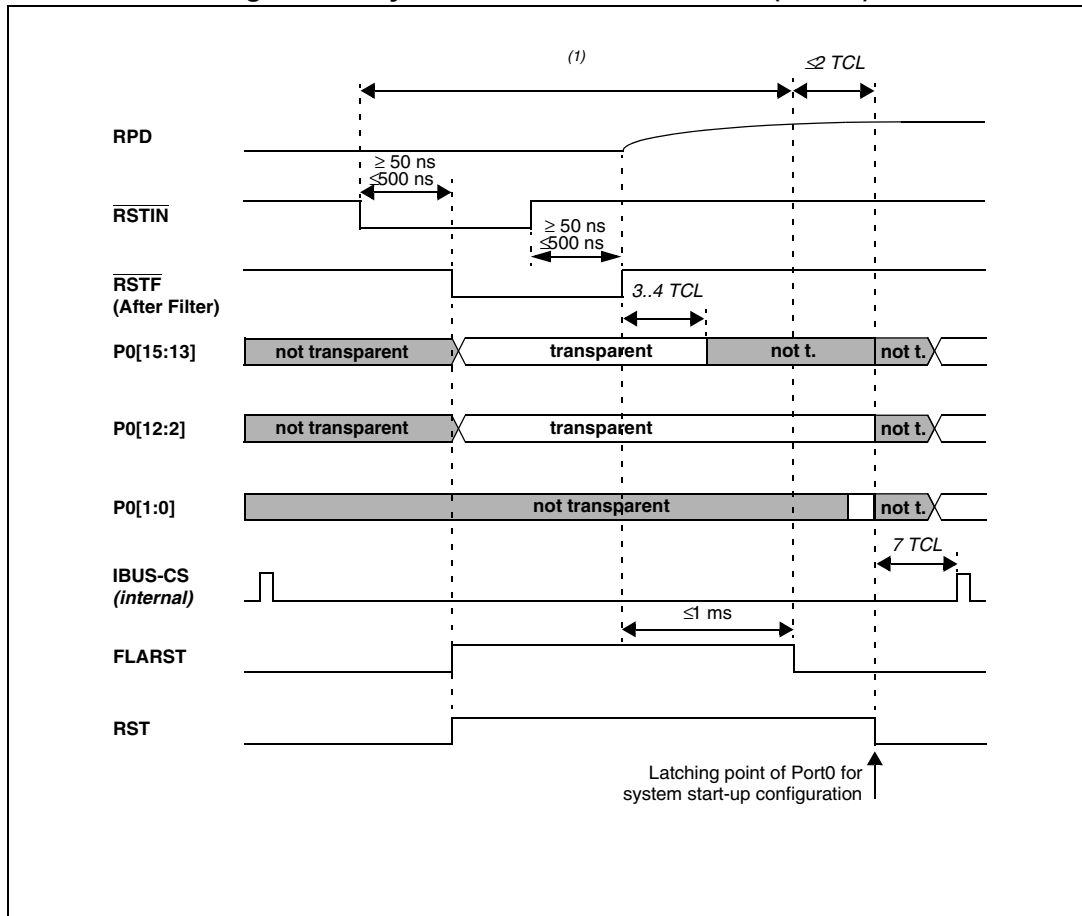 (1)
≤2 TCL
RPD
≥ 50 ns
≤500 ns
RSTIN
≥ 50 ns
≤500 ns
RSTF
(After Filter)
3..4 TCL
P0[15:13]
not transparent
transparent
not t.
not t.
P0[12:2]
not transparent
transparent
not t.
P0[1:0]
not transparent
not t.
7 TCL
IBUS-CS
(internal)
≤1 ms
FLARST
RST
Latching point of Port0 for
system start-up configuration